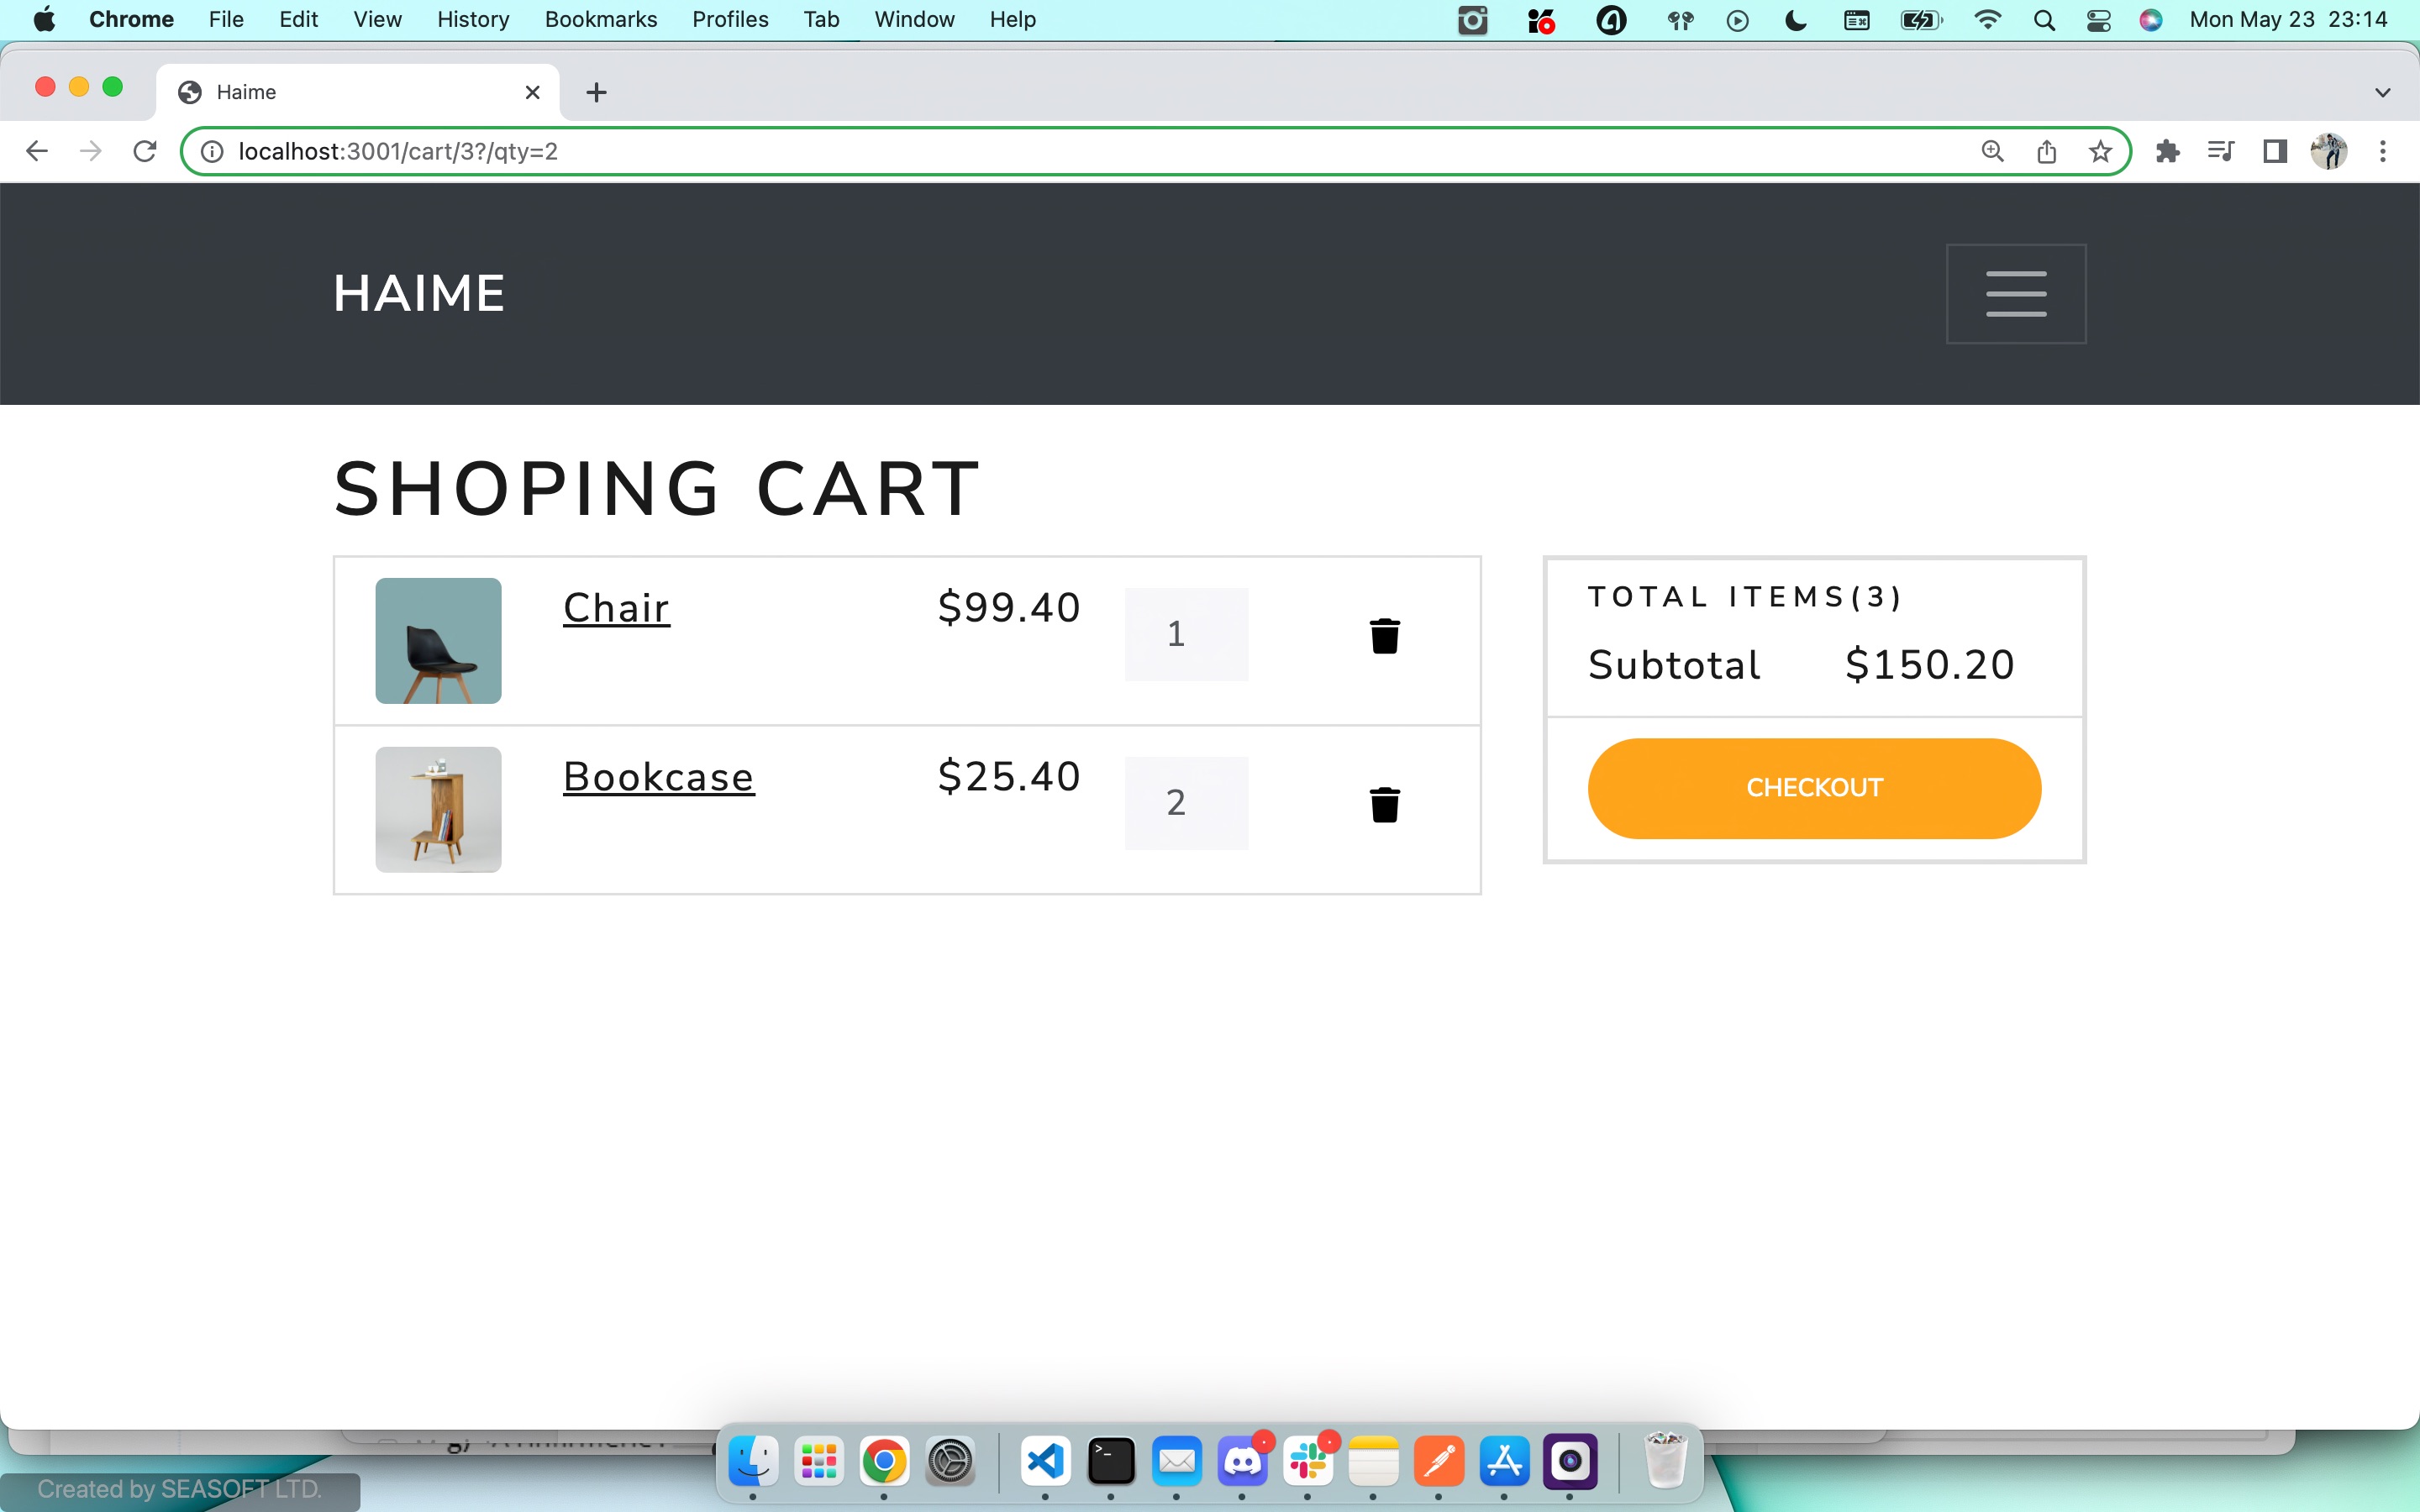 Chrome File Edit View History Bookmarks Profiles Tab Window Help Mon May 23 23:14
Haime
localhost:3001/cart/3?/qty=2
HAIME
SHOPING CART
Chair $99.40 1
Bookcase $25.40 2
TOTAL ITEMS(3)
Subtotal $150.20
CHECKOUT
Created by SEASOFT LTD.